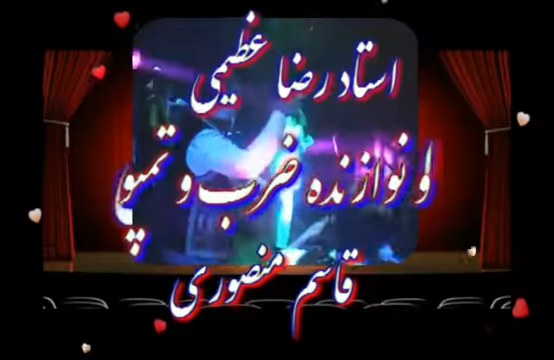 استاد رضا عظیمی
و نوازنده ضرب و تمپو
قاسم منصوری